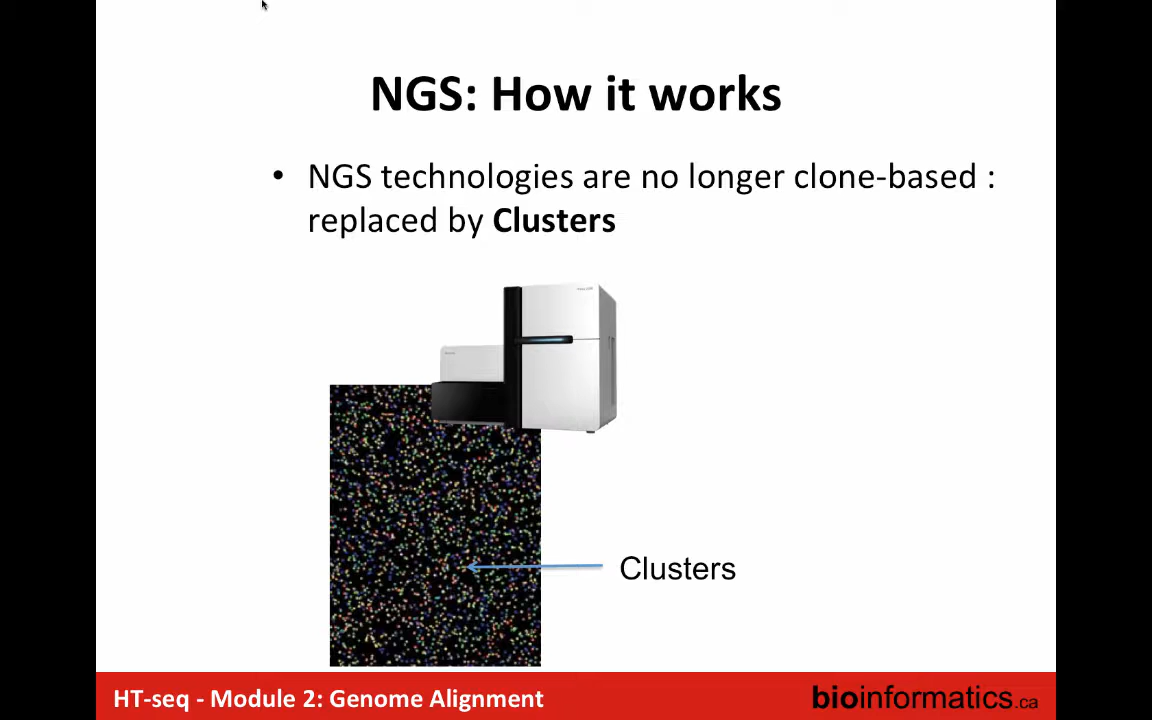 NGS: How it works
• NGS technologies are no longer clone-based :
replaced by Clusters
Clusters
HT-seq - Module 2: Genome Alignment
bioinformatics.ca